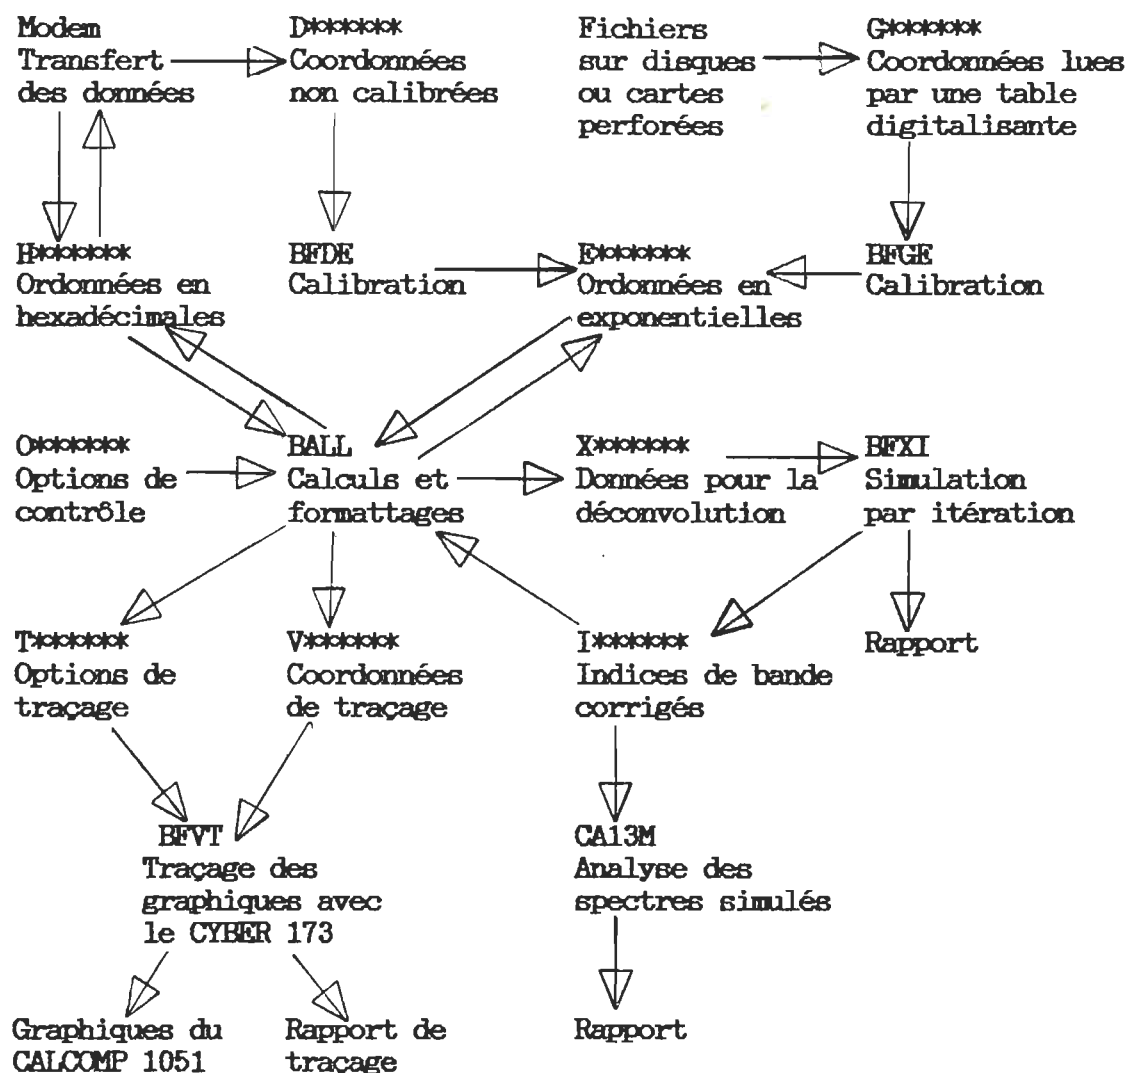 Modem
Transfert
des données
D*******
Coordonnées
non calibrées
Fichiers
sur disques
ou cartes
perforées
G*******
Coordonnées lues
par une table
digitalisante
H*******
Ordonnées en
hexadécimales
BFDE
Calibration
E*******
Ordonnées en
exponentielles
BFGE
Calibration
O*******
Options de
contrôle
BALL
Calculs et
formattages
X*******
Données pour la
déconvolution
BFXI
Simulation
par itération
T*******
Options de
traçage
V*******
Coordonnées
de traçage
I*******
Indices de bande
corrigés
Rapport
BFVT
Traçage des
graphiques avec
le CYBER 173
CA13M
Analyse des
spectres simulés
Graphiques du
CALCOMP 1051
Rapport de
traçage
Rapport